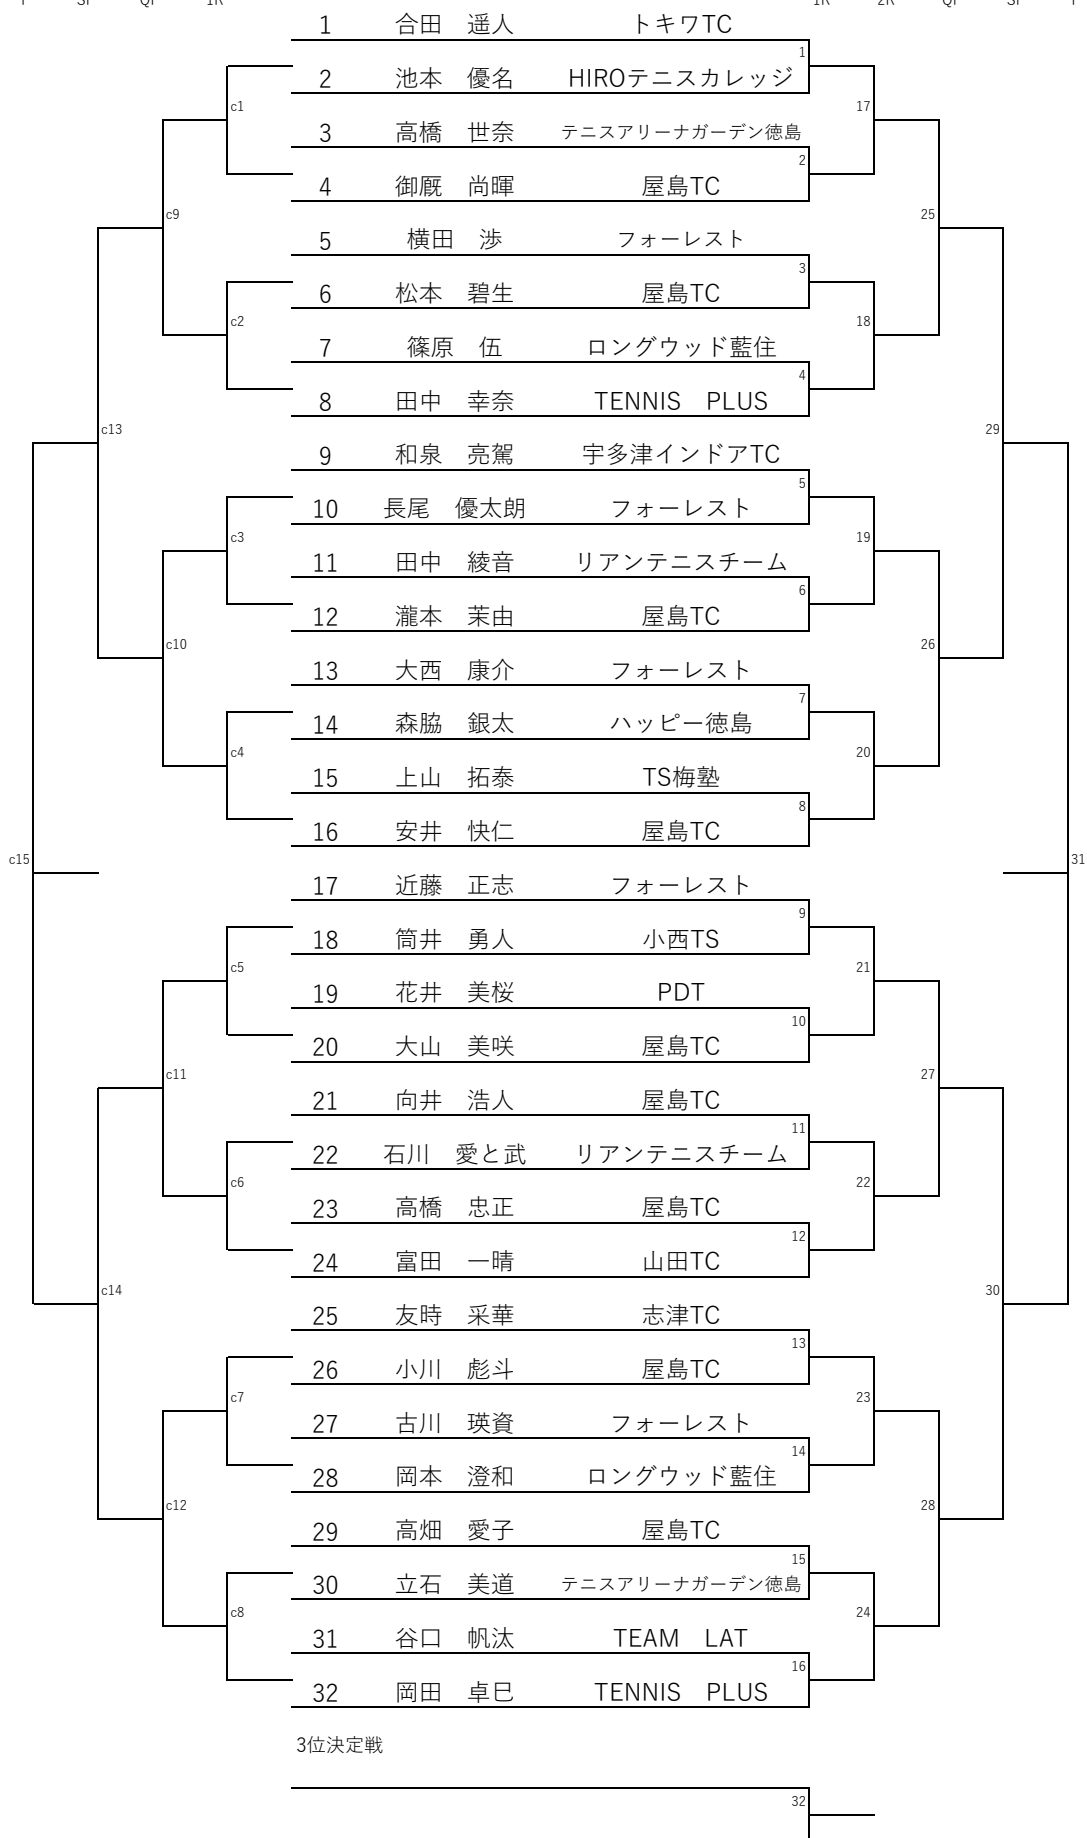 1 合田　遥人 トキワTC
1
2 池本　優名 HIROテニスカレッジ
c1 17
3 高橋　世奈 テニスアリーナガーデン徳島
2
4 御厩　尚暉 屋島TC
c9 25
5 横田　渉 フォーレスト
3
6 松本　碧生 屋島TC
c2 18
7 篠原　伍 ロングウッド藍住
4
8 田中　幸奈 TENNIS　PLUS
c13 29
9 和泉　亮駕 宇多津インドアTC
5
10 長尾　優太朗 フォーレスト
c3 19
11 田中　綾音 リアンテニスチーム
6
12 瀧本　茉由 屋島TC
c10 26
13 大西　康介 フォーレスト
7
14 森脇　銀太 ハッピー徳島
c4 20
15 上山　拓泰 TS梅塾
8
16 安井　快仁 屋島TC
c15 31
17 近藤　正志 フォーレスト
9
18 筒井　勇人 小西TS
c5 21
19 花井　美桜 PDT
10
20 大山　美咲 屋島TC
c11 27
21 向井　浩人 屋島TC
11
22 石川　愛と武 リアンテニスチーム
c6 22
23 高橋　忠正 屋島TC
12
24 富田　一晴 山田TC
c14 30
25 友時　采華 志津TC
13
26 小川　彪斗 屋島TC
c7 23
27 古川　瑛資 フォーレスト
14
28 岡本　澄和 ロングウッド藍住
c12 28
29 高畑　愛子 屋島TC
15
30 立石　美道 テニスアリーナガーデン徳島
c8 24
31 谷口　帆汰 TEAM　LAT
16
32 岡田　卓巳 TENNIS　PLUS
3位決定戦
32